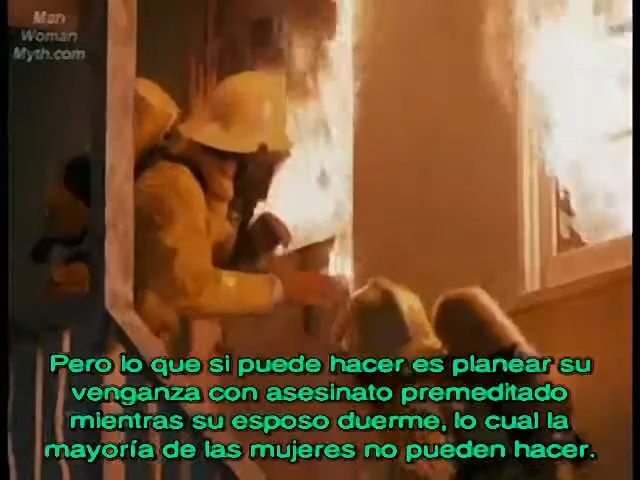 Man
Woman
Myth.com
Pero lo que si puede hacer es planear su
venganza con asesinato premeditado
mientras su esposo duerme, lo cual la
mayoría de las mujeres no pueden hacer.